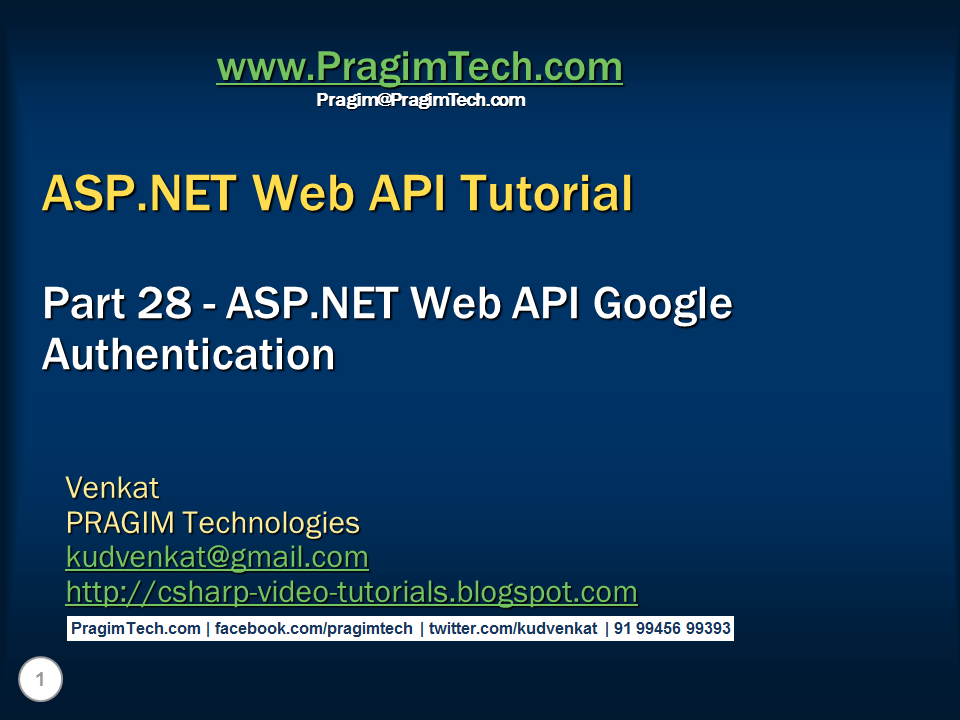 www.PragimTech.com
Pragim@PragimTech.com
ASP.NET Web API Tutorial
Part 28 - ASP.NET Web API Google
Authentication
Venkat
PRAGIM Technologies
kudvenkat@gmail.com
http://csharp-video-tutorials.blogspot.com
PragimTech.com | facebook.com/pragimtech | twitter.com/kudvenkat | 91 99456 99393
1